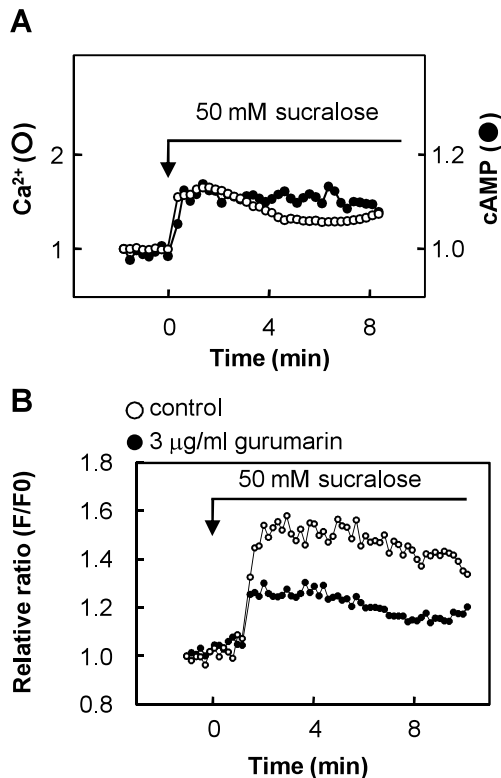 A
50 mM sucralose
Ca²⁺ (O)
cAMP (●)
2
1
1.2
1.0
0 4 8
Time (min)
B
○ control
● 3 μg/ml gurumarin
50 mM sucralose
Relative ratio (F/F0)
1.8
1.6
1.4
1.2
1.0
0.8
0 4 8
Time (min)